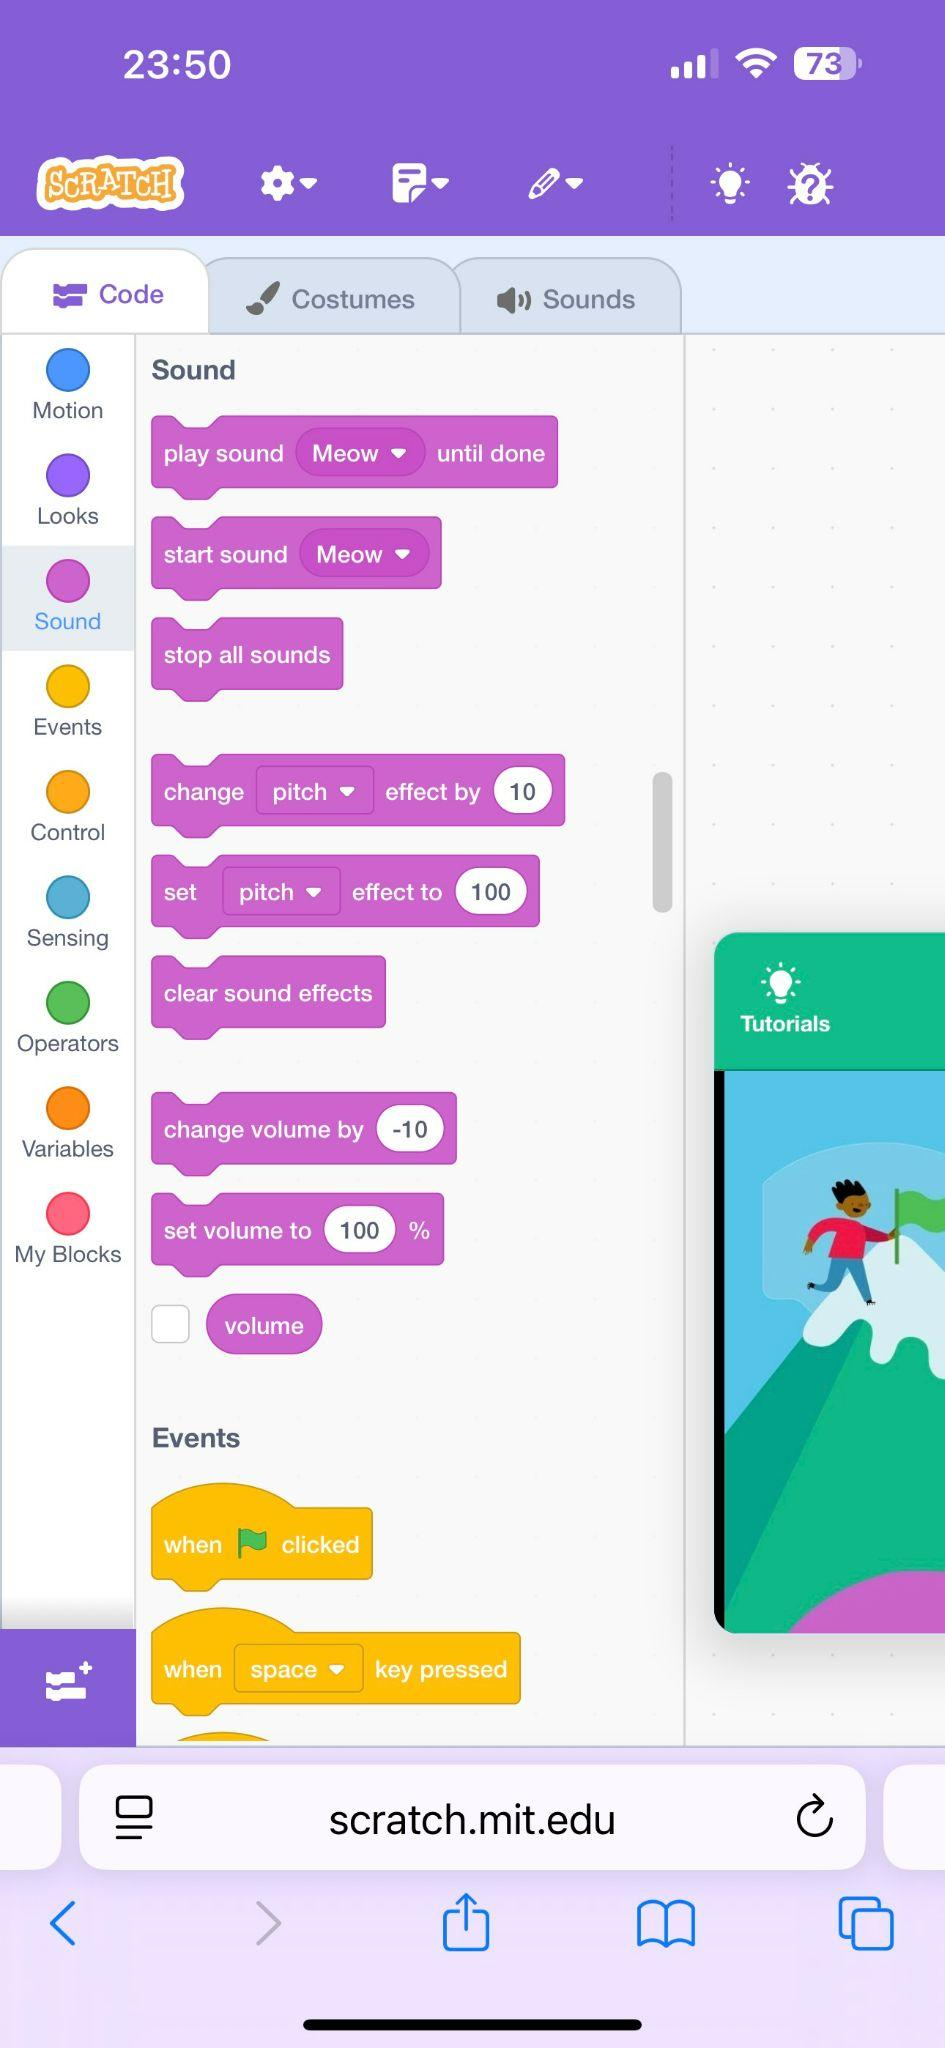 23:50
73
SCRATCH
Code
Costumes
Sounds
Motion
Looks
Sound
Events
Control
Sensing
Operators
Variables
My Blocks
Sound
play sound Meow until done
start sound Meow
stop all sounds
change pitch effect by 10
set pitch effect to 100
clear sound effects
change volume by -10
set volume to 100 %
volume
Events
when clicked
when space key pressed
Tutorials
scratch.mit.edu